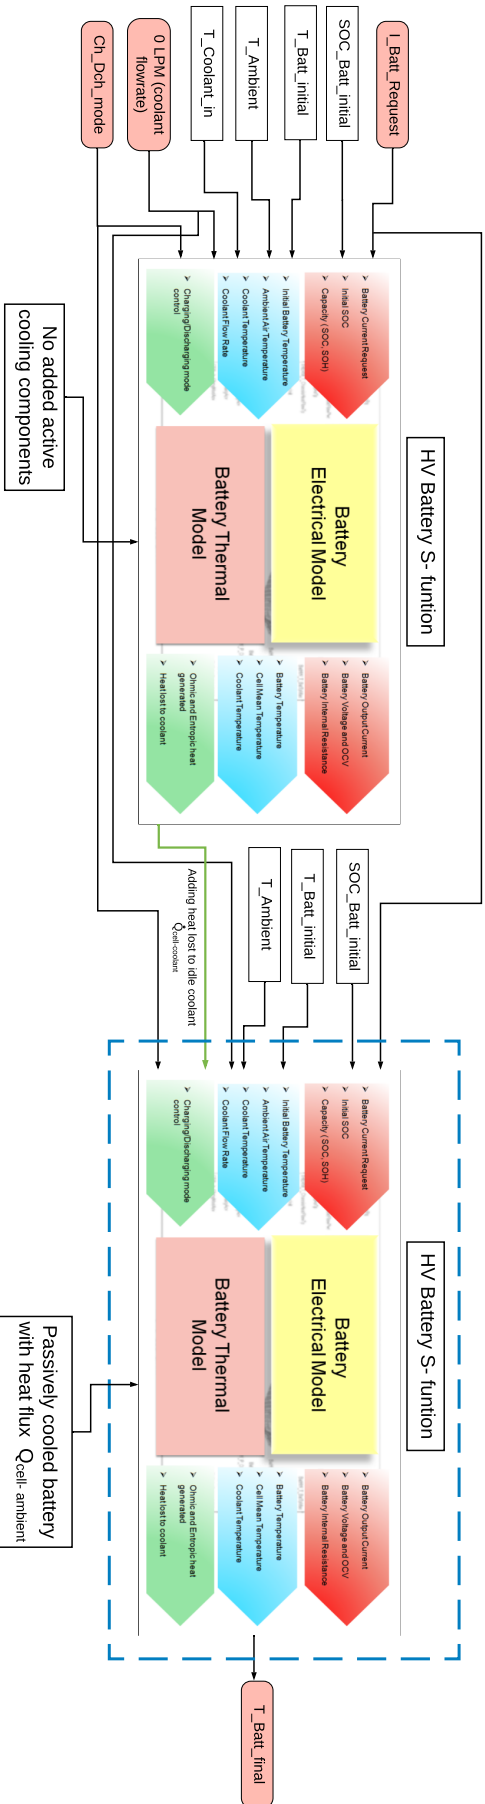 I_Batt_Request
SOC_Batt_initial
T_Batt_initial
T_Ambient
T_Coolant_in
0 LPM (coolant
flowrate)
Ch_Dch_mode
HV Battery S- funtion
Battery Current Request
Initial SOC
Capacity (SOC, SOH)
Initial Battery Temperature
Ambient Air Temperature
Coolant Temperature
Coolant Flow Rate
Charging/Discharging mode
control
Battery
Electrical Model
Battery Thermal
Model
Battery Output Current
Battery Voltage and OCV
Battery Internal Resistance
Battery Temperature
Cell Mean Temperature
Coolant Temperature
Ohmic and Entropic heat
generated
Heat lost to coolant
No added active
cooling components
SOC_Batt_initial
T_Batt_initial
T_Ambient
Adding heat lost to idle coolant
Q̇cell-coolant
HV Battery S- funtion
Battery Current Request
Initial SOC
Capacity (SOC, SOH)
Initial Battery Temperature
Ambient Air Temperature
Coolant Temperature
Coolant Flow Rate
Charging/Discharging mode
control
Battery
Electrical Model
Battery Thermal
Model
Battery Output Current
Battery Voltage and OCV
Battery Internal Resistance
Battery Temperature
Cell Mean Temperature
Coolant Temperature
Ohmic and Entropic heat
generated
Heat lost to coolant
Passively cooled battery
with heat flux Q̇cell- ambient
T_Batt_final